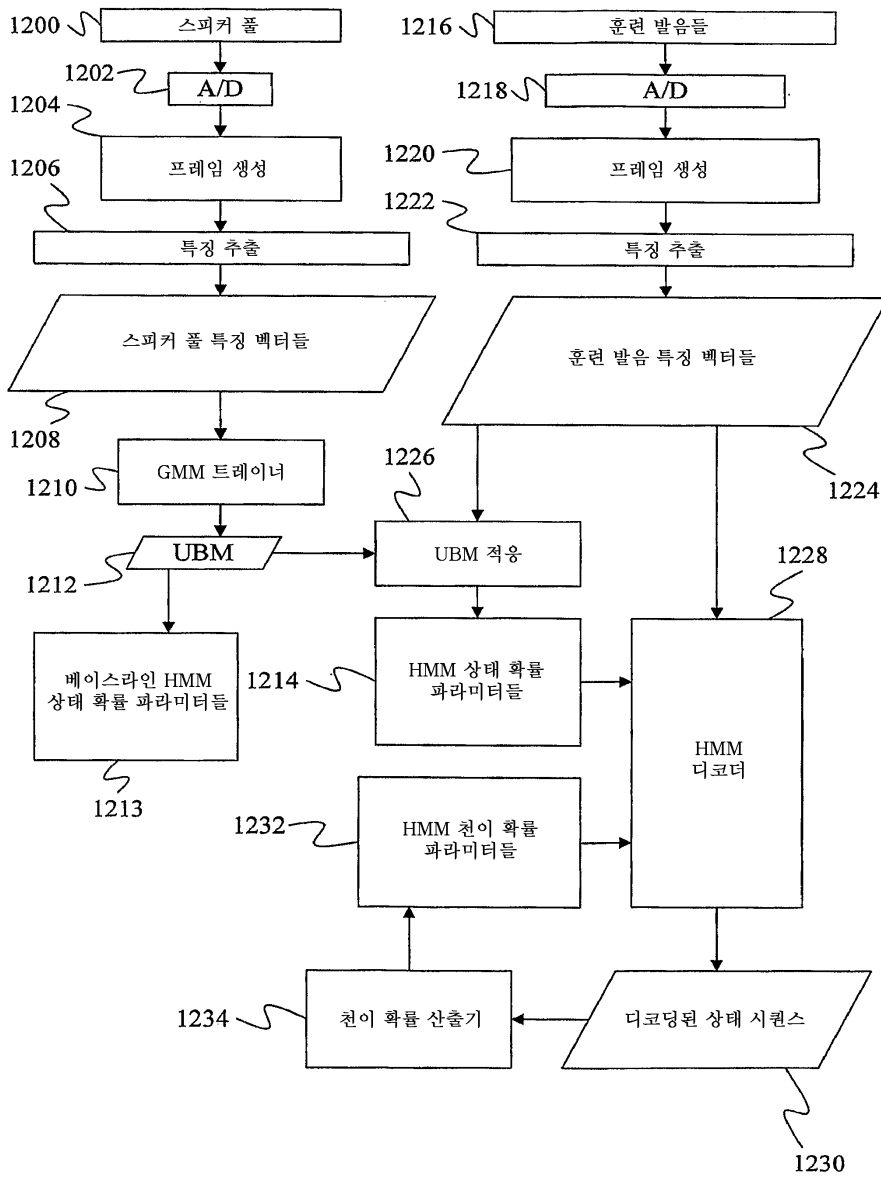 1200
스피커 풀
1202
A/D
1204
프레임 생성
1206
특징 추출
스피커 풀 특징 벡터들
1208
1210
GMM 트레이너
1212
UBM
베이스라인 HMM
상태 확률 파라미터들
1213
1216
훈련 발음들
1218
A/D
1220
프레임 생성
1222
특징 추출
훈련 발음 특징 벡터들
1224
1226
UBM 적응
1228
1214
HMM 상태 확률
파라미터들
HMM
디코더
1232
HMM 천이 확률
파라미터들
1234
천이 확률 산출기
디코딩된 상태 시퀀스
1230